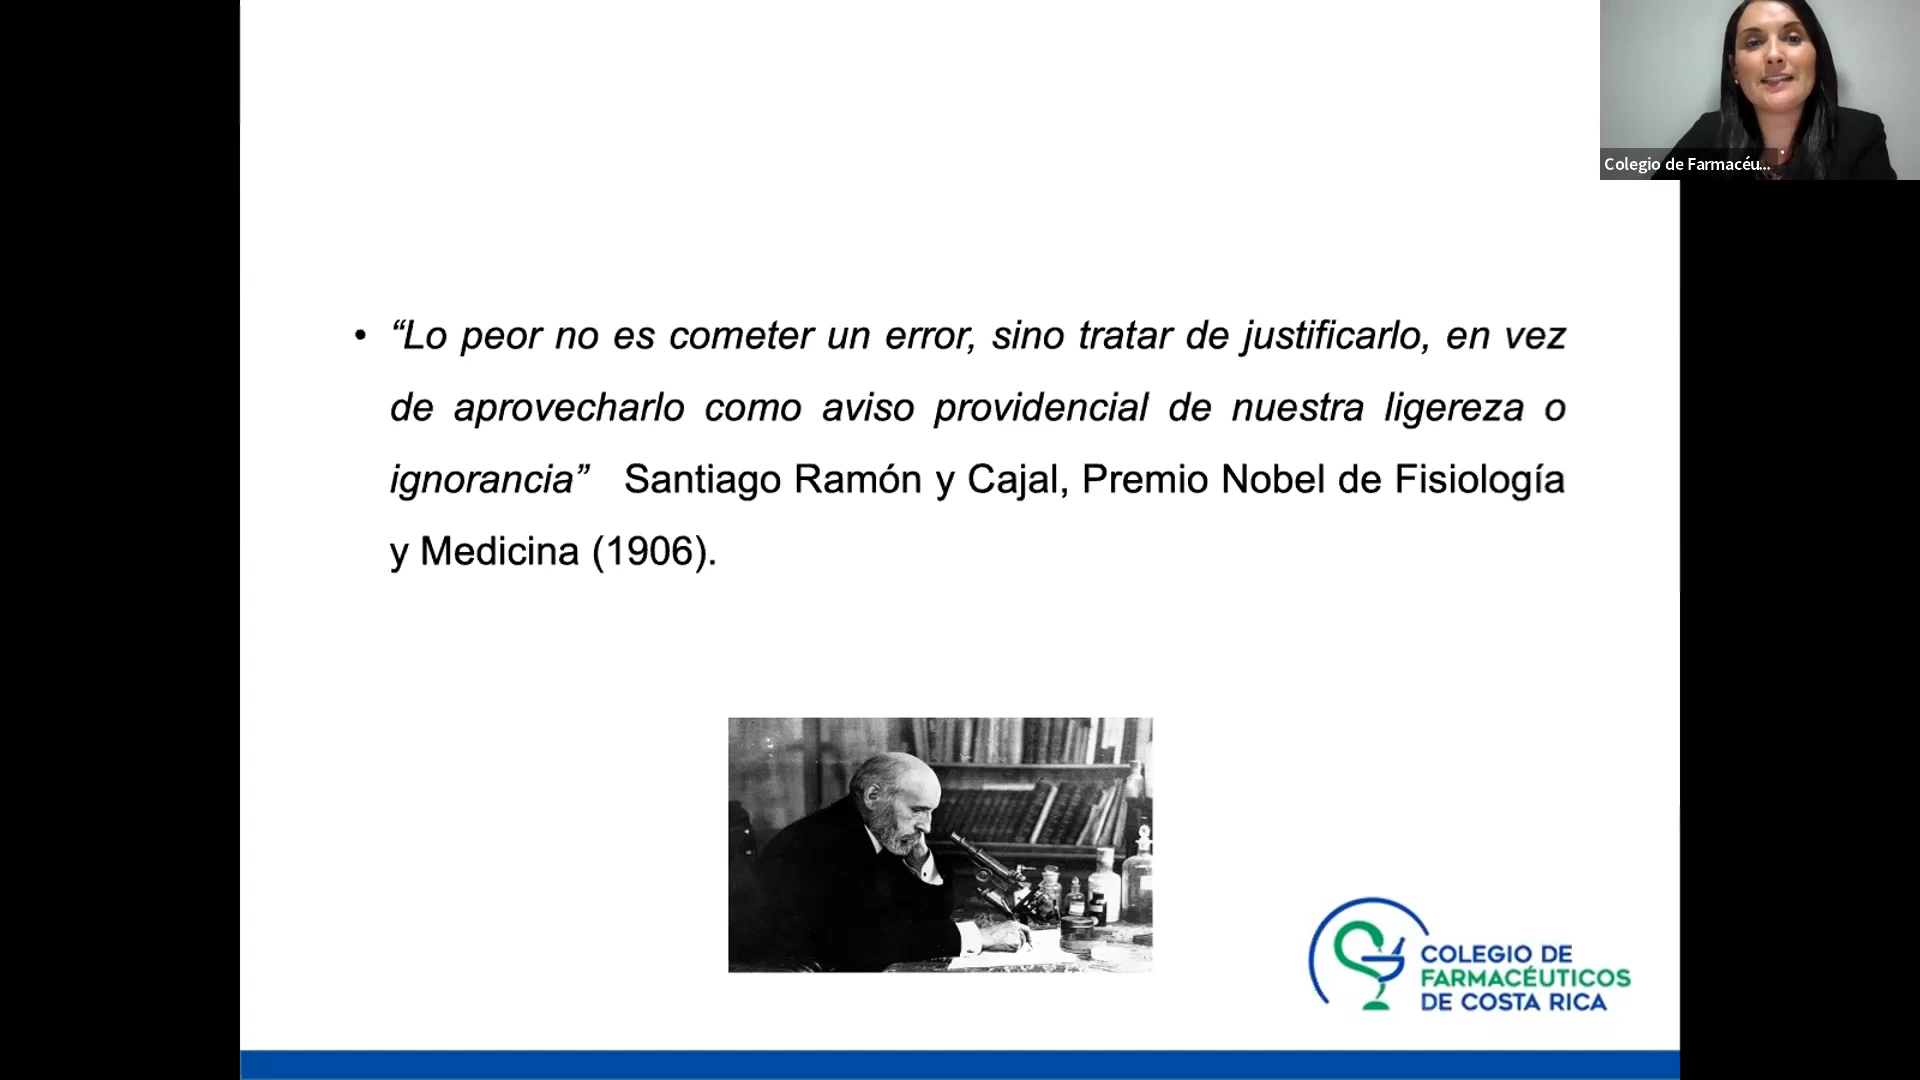 Colegio de Farmacéu...
• “Lo peor no es cometer un error, sino tratar de justificarlo, en vez
de aprovecharlo como aviso providencial de nuestra ligereza o
ignorancia” Santiago Ramón y Cajal, Premio Nobel de Fisiología
y Medicina (1906).
COLEGIO DE
FARMACÉUTICOS
DE COSTA RICA